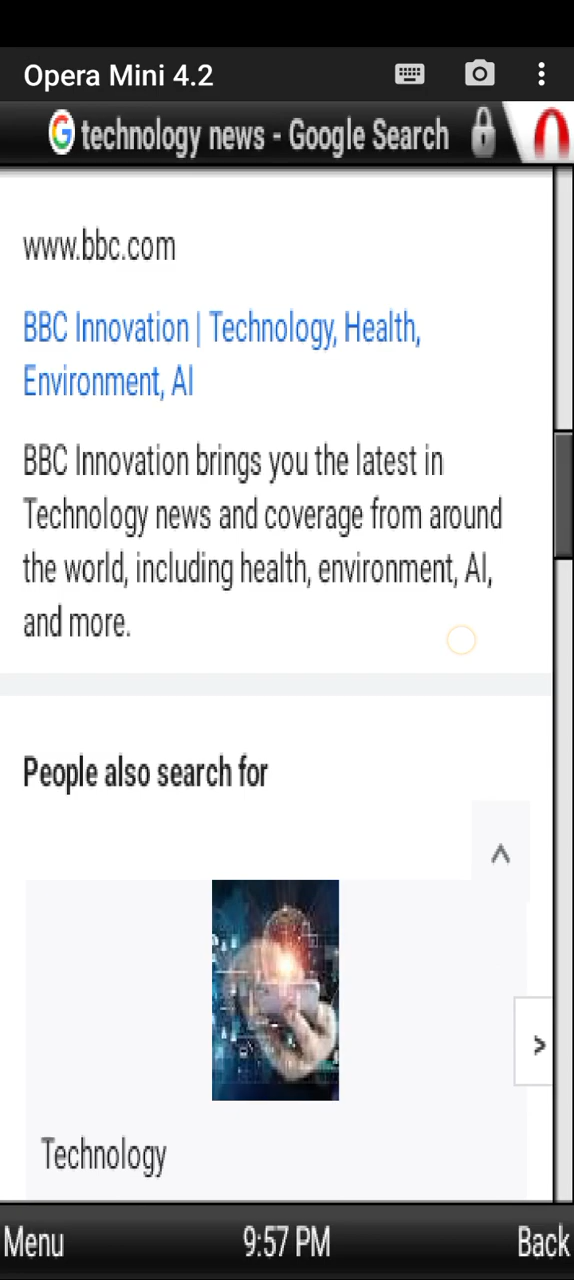 Opera Mini 4.2
technology news - Google Search
www.bbc.com
BBC Innovation | Technology, Health,
Environment, AI
BBC Innovation brings you the latest in
Technology news and coverage from around
the world, including health, environment, AI,
and more.
People also search for
Technology
Menu 9:57 PM Back